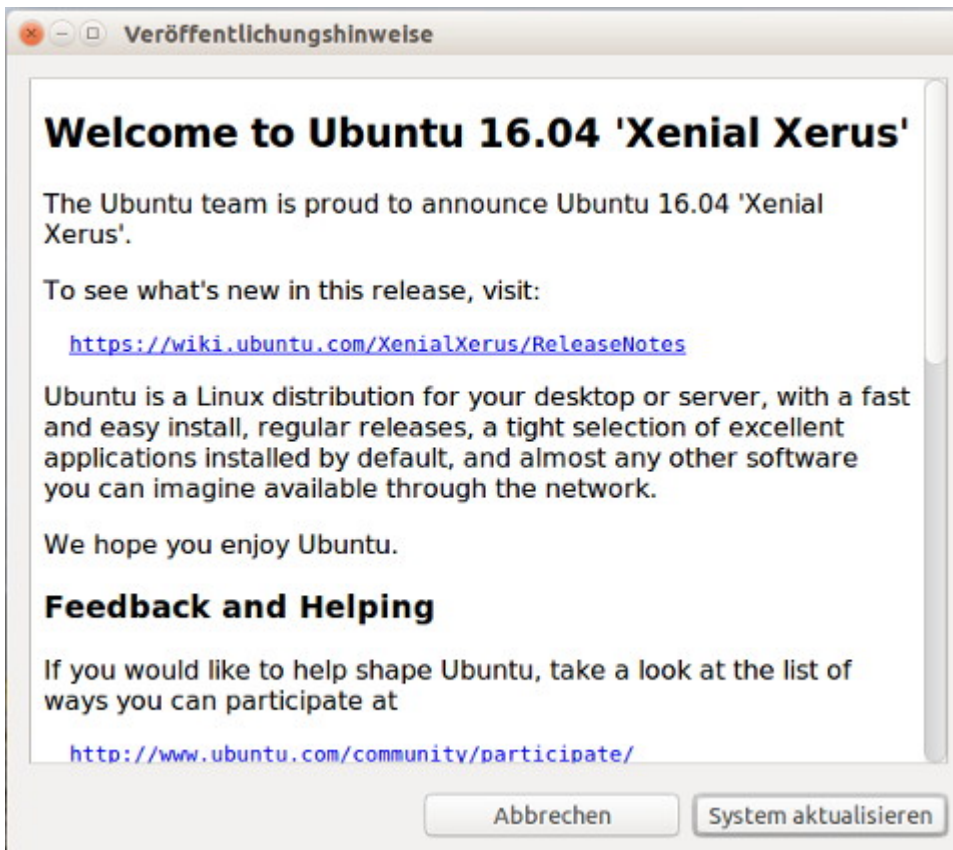 Veröffentlichungshinweise
Welcome to Ubuntu 16.04 'Xenial Xerus'
The Ubuntu team is proud to announce Ubuntu 16.04 'Xenial
Xerus'.
To see what's new in this release, visit:
https://wiki.ubuntu.com/XenialXerus/ReleaseNotes
Ubuntu is a Linux distribution for your desktop or server, with a fast
and easy install, regular releases, a tight selection of excellent
applications installed by default, and almost any other software
you can imagine available through the network.
We hope you enjoy Ubuntu.
Feedback and Helping
If you would like to help shape Ubuntu, take a look at the list of
ways you can participate at
http://www.ubuntu.com/community/participate/
Abbrechen
System aktualisieren